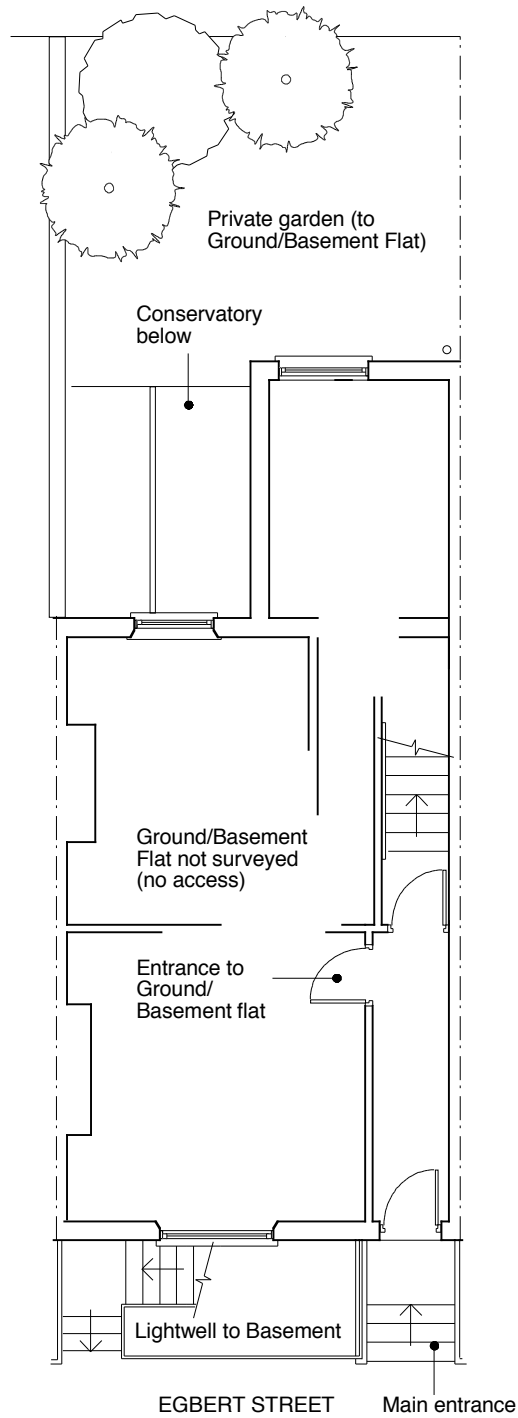 Private garden (to
Ground/Basement Flat)
Conservatory
below
Ground/Basement
Flat not surveyed
(no access)
Entrance to
Ground/
Basement flat
Lightwell to Basement
EGBERT STREET
Main entrance